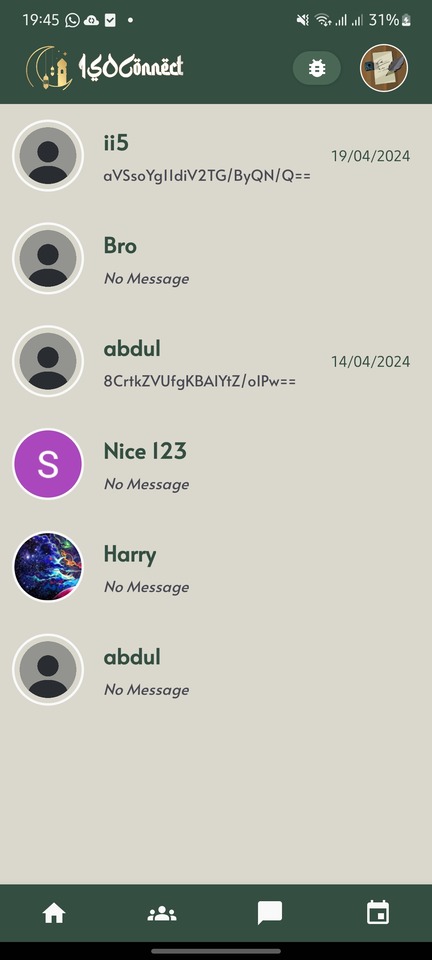 19:45
31%
ISOConnect
ii5
19/04/2024
aVSsoYgI1diV2TG/ByQN/Q==
Bro
No Message
abdul
14/04/2024
8CrtkZVUfgKBAIYtZ/oIPw==
Nice 123
No Message
S
Harry
No Message
abdul
No Message